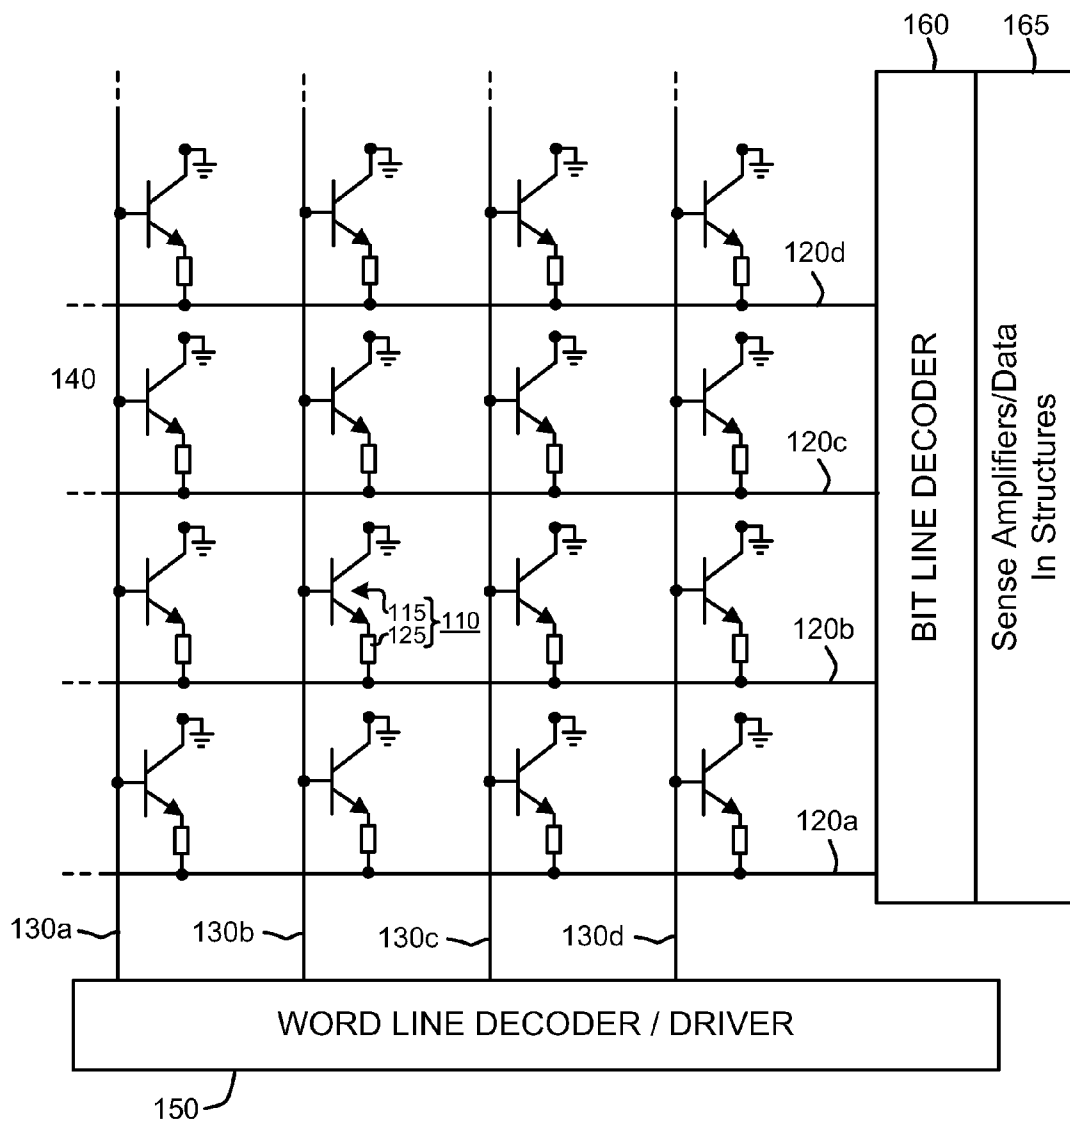 160
165
120d
140
120c
BIT LINE DECODER
Sense Amplifiers/Data
In Structures
115
125
110
120b
120a
130a
130b
130c
130d
WORD LINE DECODER / DRIVER
150